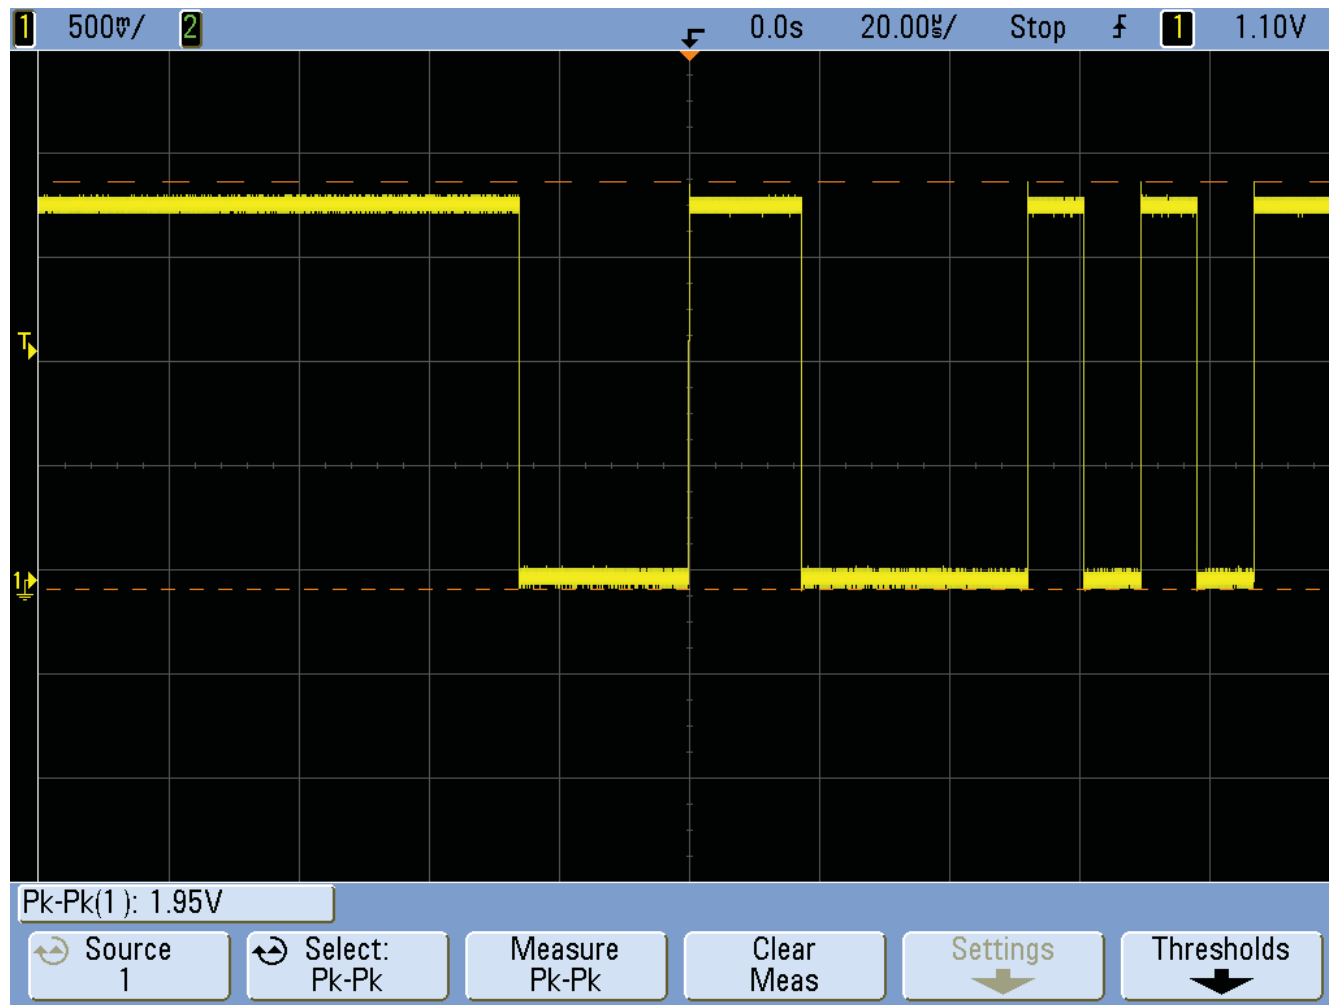 1 500mV/ 2 0.0s 20.00µs/ Stop 1 1.10V
T
1
Pk-Pk(1): 1.95V
Source Select: Measure Clear Settings Thresholds
1 Pk-Pk Pk-Pk Meas